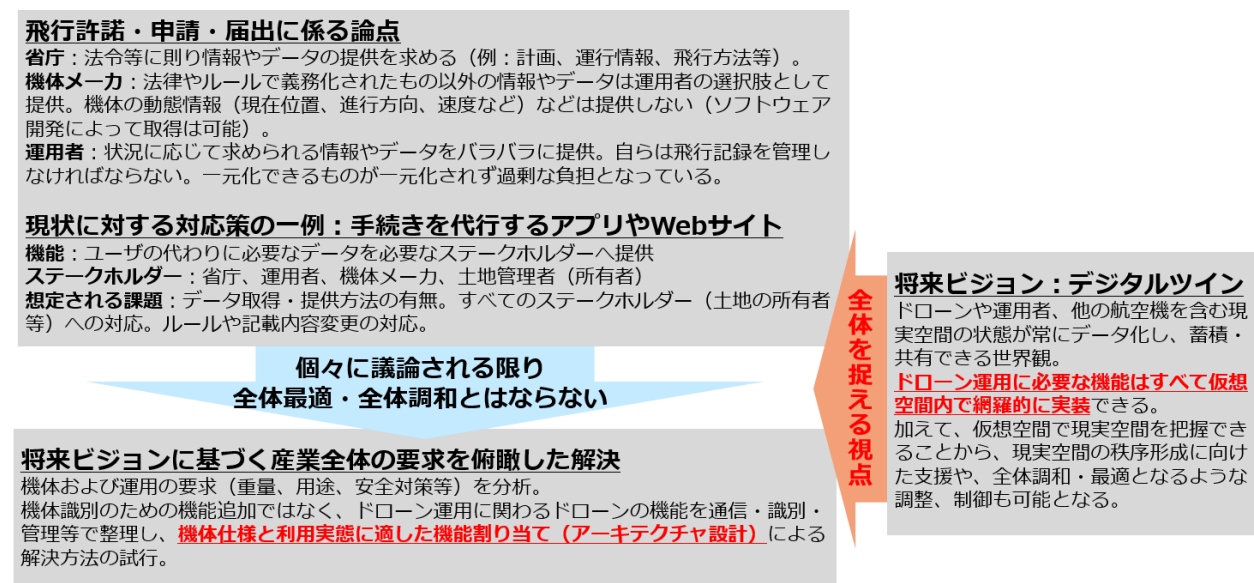 飛行許諾・申請・届出に係る論点
省庁：法令等に則り情報やデータの提供を求める（例：計画、運行情報、飛行方法等）。
機体メーカ：法律やルールで義務化されたもの以外の情報やデータは運用者の選択肢として
提供。機体の動態情報（現在位置、進行方向、速度など）などは提供しない（ソフトウェア
開発によって取得は可能）。
運用者：状況に応じて求められる情報やデータをバラバラに提供。自らは飛行記録を管理し
なければならない。一元化できるものが一元化されず過剰な負担となっている。
現状に対する対応策の一例：手続きを代行するアプリやWebサイト
機能：ユーザの代わりに必要なデータを必要なステークホルダーへ提供
ステークホルダー：省庁、運用者、機体メーカ、土地管理者（所有者）
想定される課題：データ取得・提供方法の有無。すべてのステークホルダー（土地の所有者
等）への対応。ルールや記載内容変更の対応。
個々に議論される限り
全体最適・全体調和とはならない
将来ビジョンに基づく産業全体の要求を俯瞰した解決
機体および運用の要求（重量、用途、安全対策等）を分析。
機体識別のための機能追加ではなく、ドローン運用に関わるドローンの機能を通信・識別・
管理等で整理し、機体仕様と利用実態に適した機能割り当て（アーキテクチャ設計）による
解決方法の試行。
全体を捉える視点
将来ビジョン：デジタルツイン
ドローンや運用者、他の航空機を含む現
実空間の状態が常にデータ化し、蓄積・
共有できる世界観。
ドローン運用に必要な機能はすべて仮想
空間内で網羅的に実装できる。
加えて、仮想空間で現実空間を把握でき
ることから、現実空間の秩序形成に向け
た支援や、全体調和・最適となるような
調整、制御も可能となる。